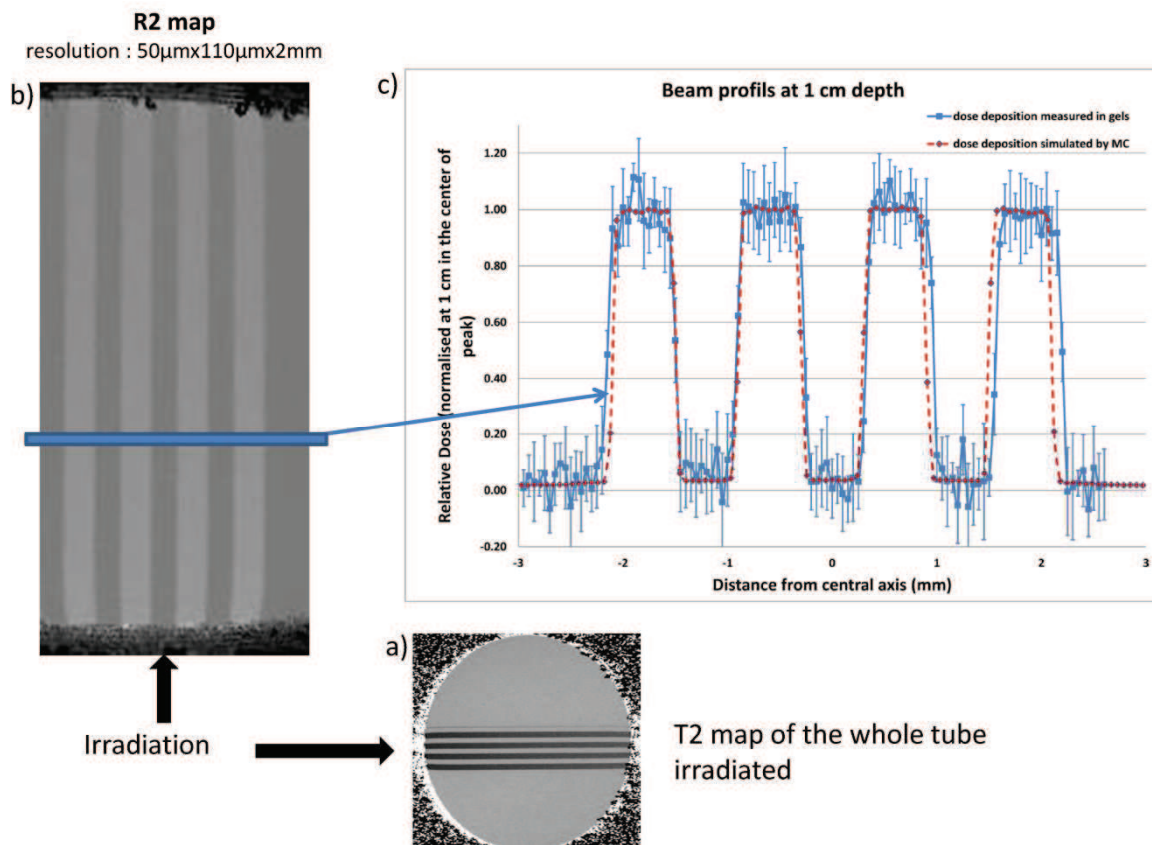 R2 map
resolution : 50µmx110µmx2mm
b)
c)
Beam profils at 1 cm depth
dose deposition measured in gels
dose deposition simulated by MC
Relative Dose (normalised at 1 cm in the center of
peak)
1.20
1.00
0.80
0.60
0.40
0.20
0.00
-0.20
-3
-2
-1
0
1
2
3
Distance from central axis (mm)
a)
Irradiation
T2 map of the whole tube
irradiated